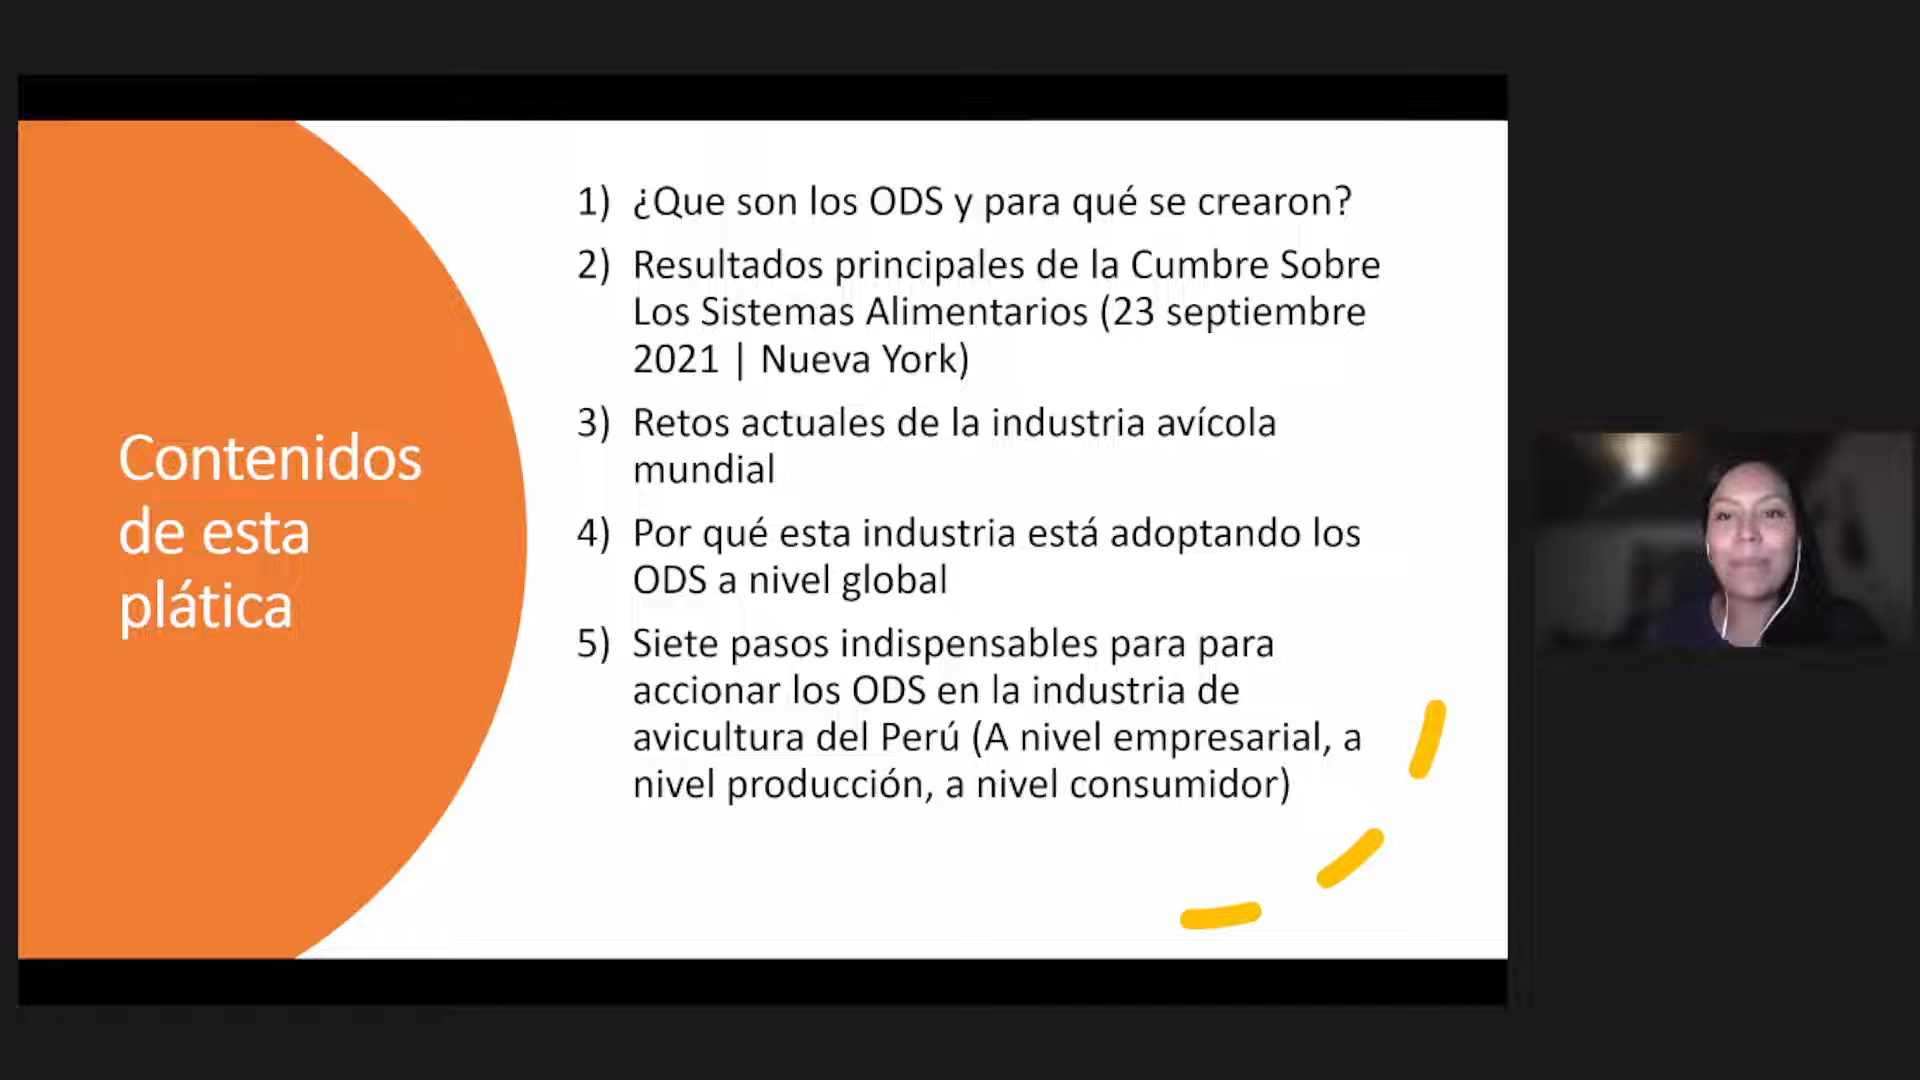 Contenidos
de esta
plática
1) ¿Que son los ODS y para qué se crearon?
2) Resultados principales de la Cumbre Sobre
Los Sistemas Alimentarios (23 septiembre
2021 | Nueva York)
3) Retos actuales de la industria avícola
mundial
4) Por qué esta industria está adoptando los
ODS a nivel global
5) Siete pasos indispensables para para
accionar los ODS en la industria de
avicultura del Perú (A nivel empresarial, a
nivel producción, a nivel consumidor)